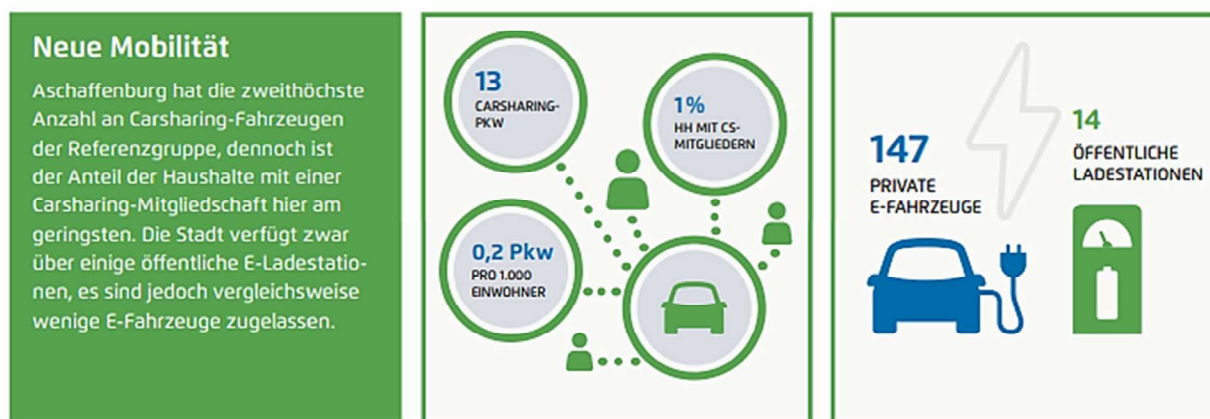 Neue Mobilität
Aschaffenburg hat die zweithöchste
Anzahl an Carsharing-Fahrzeugen
der Referenzgruppe, dennoch ist
der Anteil der Haushalte mit einer
Carsharing-Mitgliedschaft hier am
geringsten. Die Stadt verfügt zwar
über einige öffentliche E-Ladestatio-
nen, es sind jedoch vergleichsweise
wenige E-Fahrzeuge zugelassen.
13
CARSHARING-
PKW
1%
HH MIT CS-
MITGLIEDERN
0,2 Pkw
PRO 1.000
EINWOHNER
147
PRIVATE
E-FAHRZEUGE
14
ÖFFENTLICHE
LADESTATIONEN